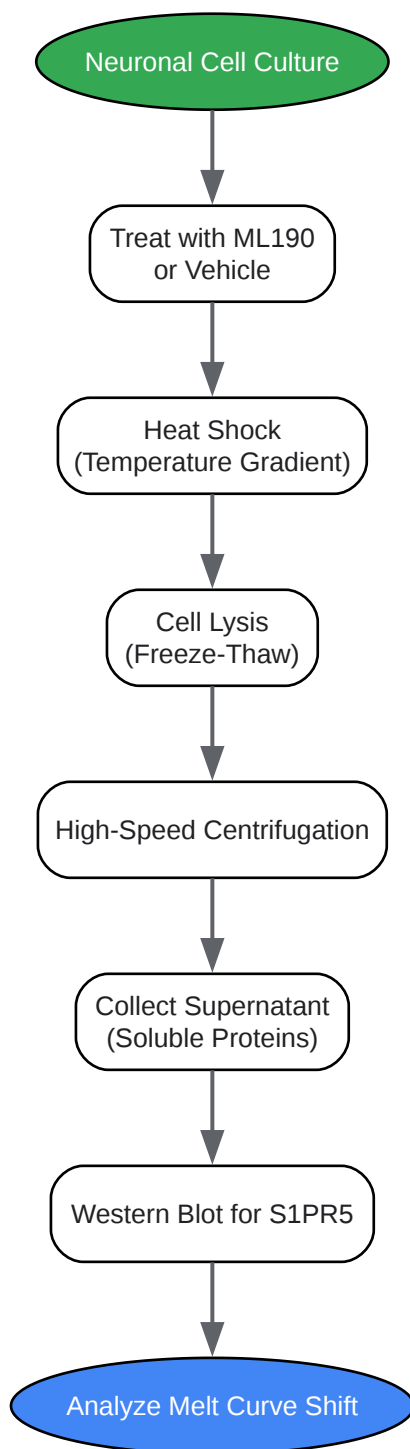 Neuronal Cell Culture
Treat with ML190
or Vehicle
Heat Shock
(Temperature Gradient)
Cell Lysis
(Freeze-Thaw)
High-Speed Centrifugation
Collect Supernatant
(Soluble Proteins)
Western Blot for S1PR5
Analyze Melt Curve Shift